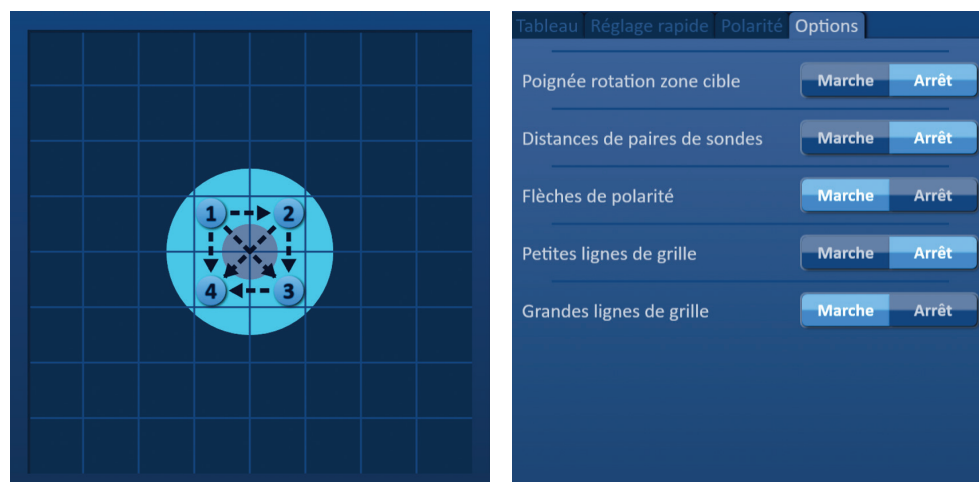 1 2
4 3
Tableau Réglage rapide Polarité Options
Poignée rotation zone cible Marche Arrêt
Distances de paires de sondes Marche Arrêt
Flèches de polarité Marche Arrêt
Petites lignes de grille Marche Arrêt
Grandes lignes de grille Marche Arrêt